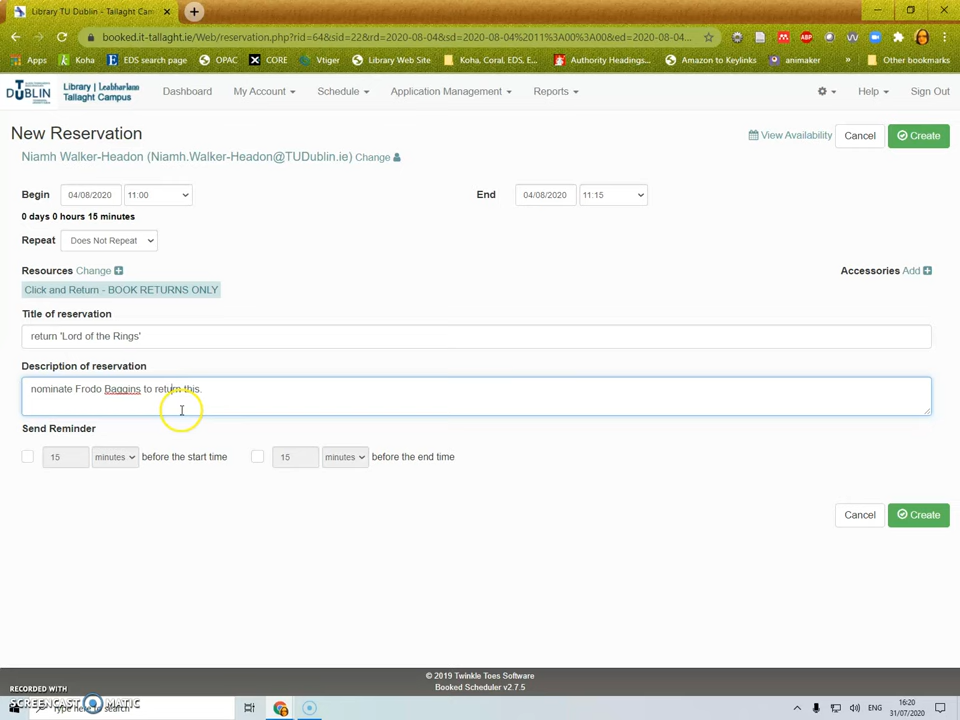 Library TU Dublin - Tallaght Cam
booked.it-tallaght.ie/Web/reservation.php?rid=64&sid=22&rd=2020-08-04&sd=2020-08-04%2011%3A00%3A00&ed=2020-08-04...
Apps Koha EDS search page OPAC CORE Vtiger Library Web Site Koha, Coral, EDS, E... Authority Headings... Amazon to Keylinks animaker » Other bookmarks
DUBLIN Library | Leabharlann Tallaght Campus
Dashboard My Account Schedule Application Management Reports Help Sign Out
New Reservation
View Availability Cancel Create
Niamh Walker-Headon (Niamh.Walker-Headon@TUDublin.ie) Change
Begin 04/08/2020 11:00 End 04/08/2020 11:15
0 days 0 hours 15 minutes
Repeat Does Not Repeat
Resources Change Accessories Add
Click and Return - BOOK RETURNS ONLY
Title of reservation
return 'Lord of the Rings'
Description of reservation
nominate Frodo Baggins to return this.
Send Reminder
15 minutes before the start time 15 minutes before the end time
Cancel Create
© 2019 Twinkle Toes Software
Booked Scheduler v2.7.5
RECORDED WITH
SCREENCAST MATIC
Type here to search
ENG 16:20
31/07/2020